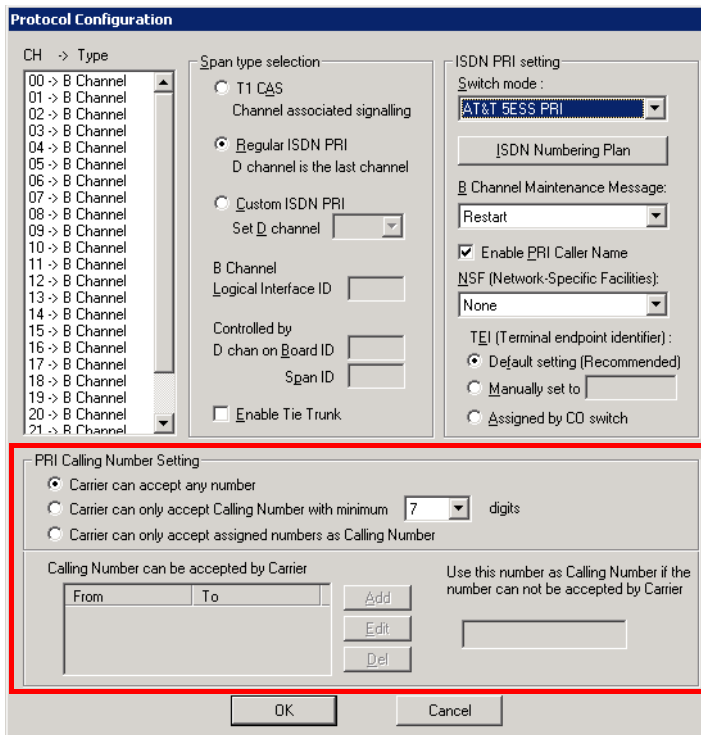 Protocol Configuration
CH -> Type
00 -> B Channel
01 -> B Channel
02 -> B Channel
03 -> B Channel
04 -> B Channel
05 -> B Channel
06 -> B Channel
07 -> B Channel
08 -> B Channel
09 -> B Channel
10 -> B Channel
11 -> B Channel
12 -> B Channel
13 -> B Channel
14 -> B Channel
15 -> B Channel
16 -> B Channel
17 -> B Channel
18 -> B Channel
19 -> B Channel
20 -> B Channel
21 -> B Channel
Span type selection
T1 CAS
Channel associated signalling
Regular ISDN PRI
D channel is the last channel
Custom ISDN PRI
Set D channel
B Channel
Logical Interface ID
Controlled by
D chan on Board ID
Span ID
Enable Tie Trunk
ISDN PRI setting
Switch mode :
AT&T 5ESS PRI
ISDN Numbering Plan
B Channel Maintenance Message:
Restart
Enable PRI Caller Name
NSF (Network-Specific Facilities):
None
TEI (Terminal endpoint identifier) :
Default setting (Recommended)
Manually set to
Assigned by CO switch
PRI Calling Number Setting
Carrier can accept any number
Carrier can only accept Calling Number with minimum 7 digits
Carrier can only accept assigned numbers as Calling Number
Calling Number can be accepted by Carrier
From To
Add
Edit
Del
Use this number as Calling Number if the
number can not be accepted by Carrier
OK Cancel